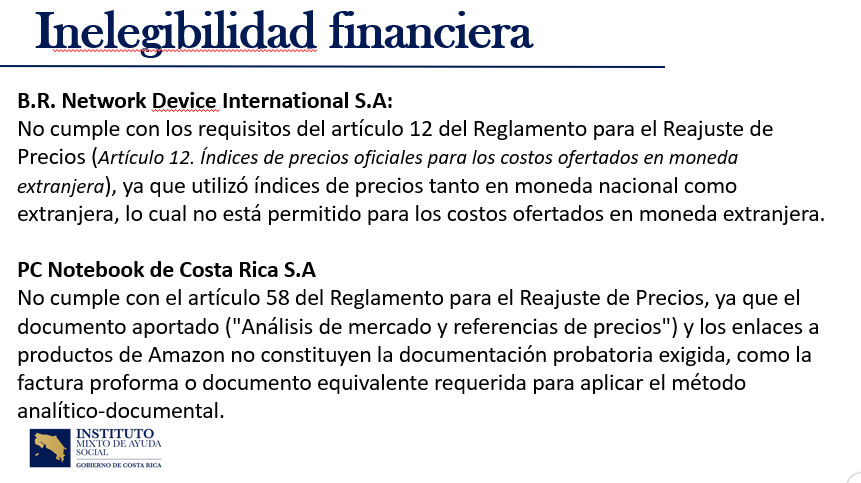 Inelegibilidad financiera
B.R. Network Device International S.A:
No cumple con los requisitos del artículo 12 del Reglamento para el Reajuste de
Precios (Artículo 12. Índices de precios oficiales para los costos ofertados en moneda
extranjera), ya que utilizó índices de precios tanto en moneda nacional como
extranjera, lo cual no está permitido para los costos ofertados en moneda extranjera.
PC Notebook de Costa Rica S.A
No cumple con el artículo 58 del Reglamento para el Reajuste de Precios, ya que el
documento aportado ("Análisis de mercado y referencias de precios") y los enlaces a
productos de Amazon no constituyen la documentación probatoria exigida, como la
factura proforma o documento equivalente requerida para aplicar el método
analítico-documental.
INSTITUTO
MIXTO DE AYUDA
SOCIAL
GOBIERNO DE COSTA RICA